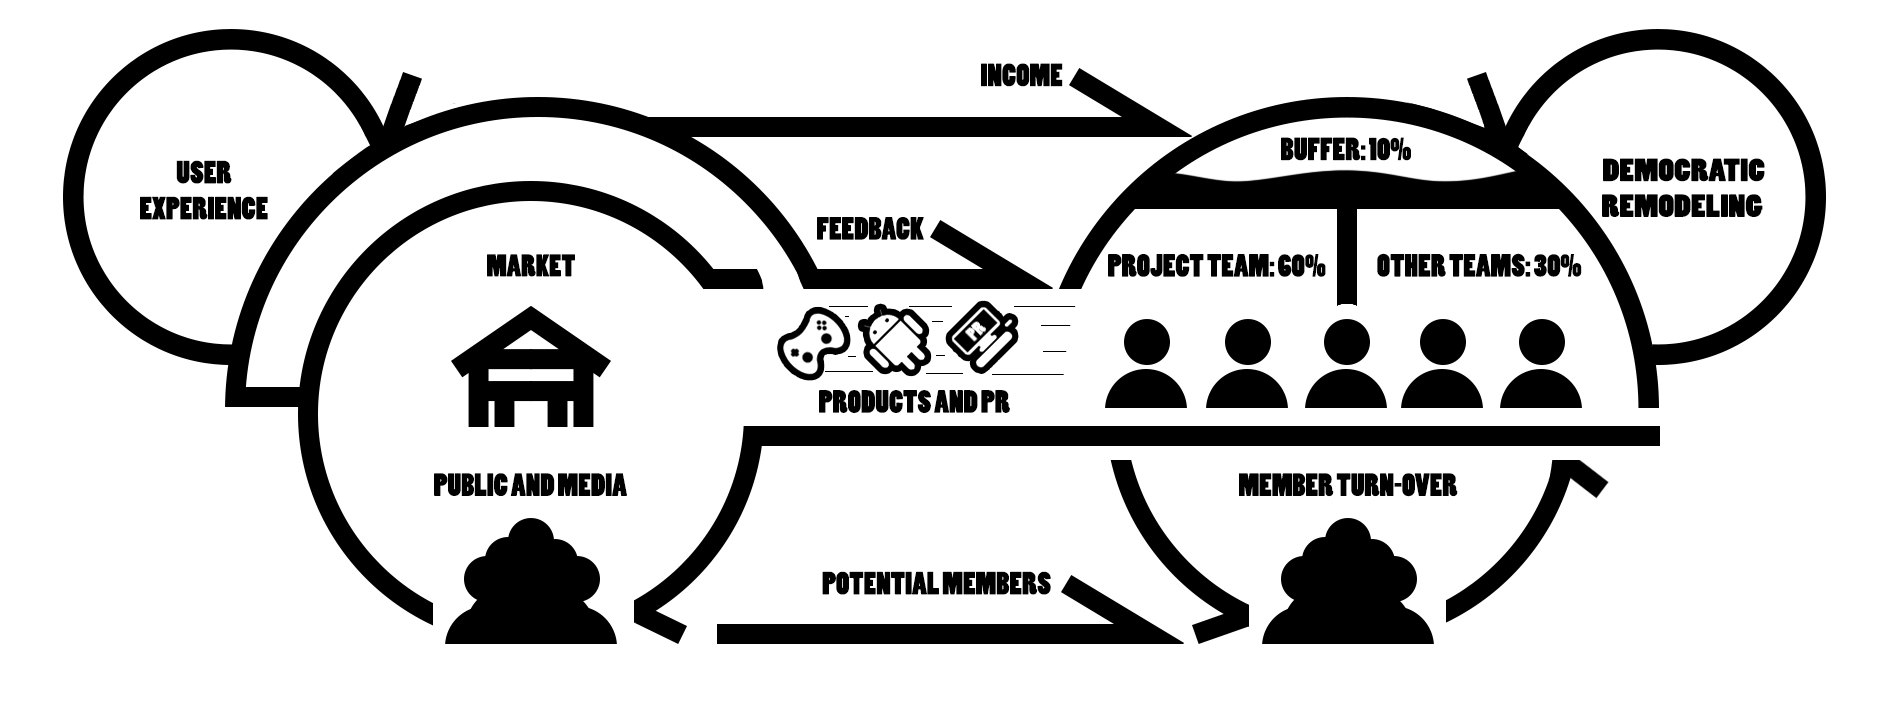 INCOME
BUFFER: 10%
USER
EXPERIENCE
DEMOCRATIC
REMODELING
FEEDBACK
MARKET
PROJECT TEAM: 60%
OTHER TEAMS: 30%
PR
PRODUCTS AND PR
PUBLIC AND MEDIA
MEMBER TURN-OVER
POTENTIAL MEMBERS